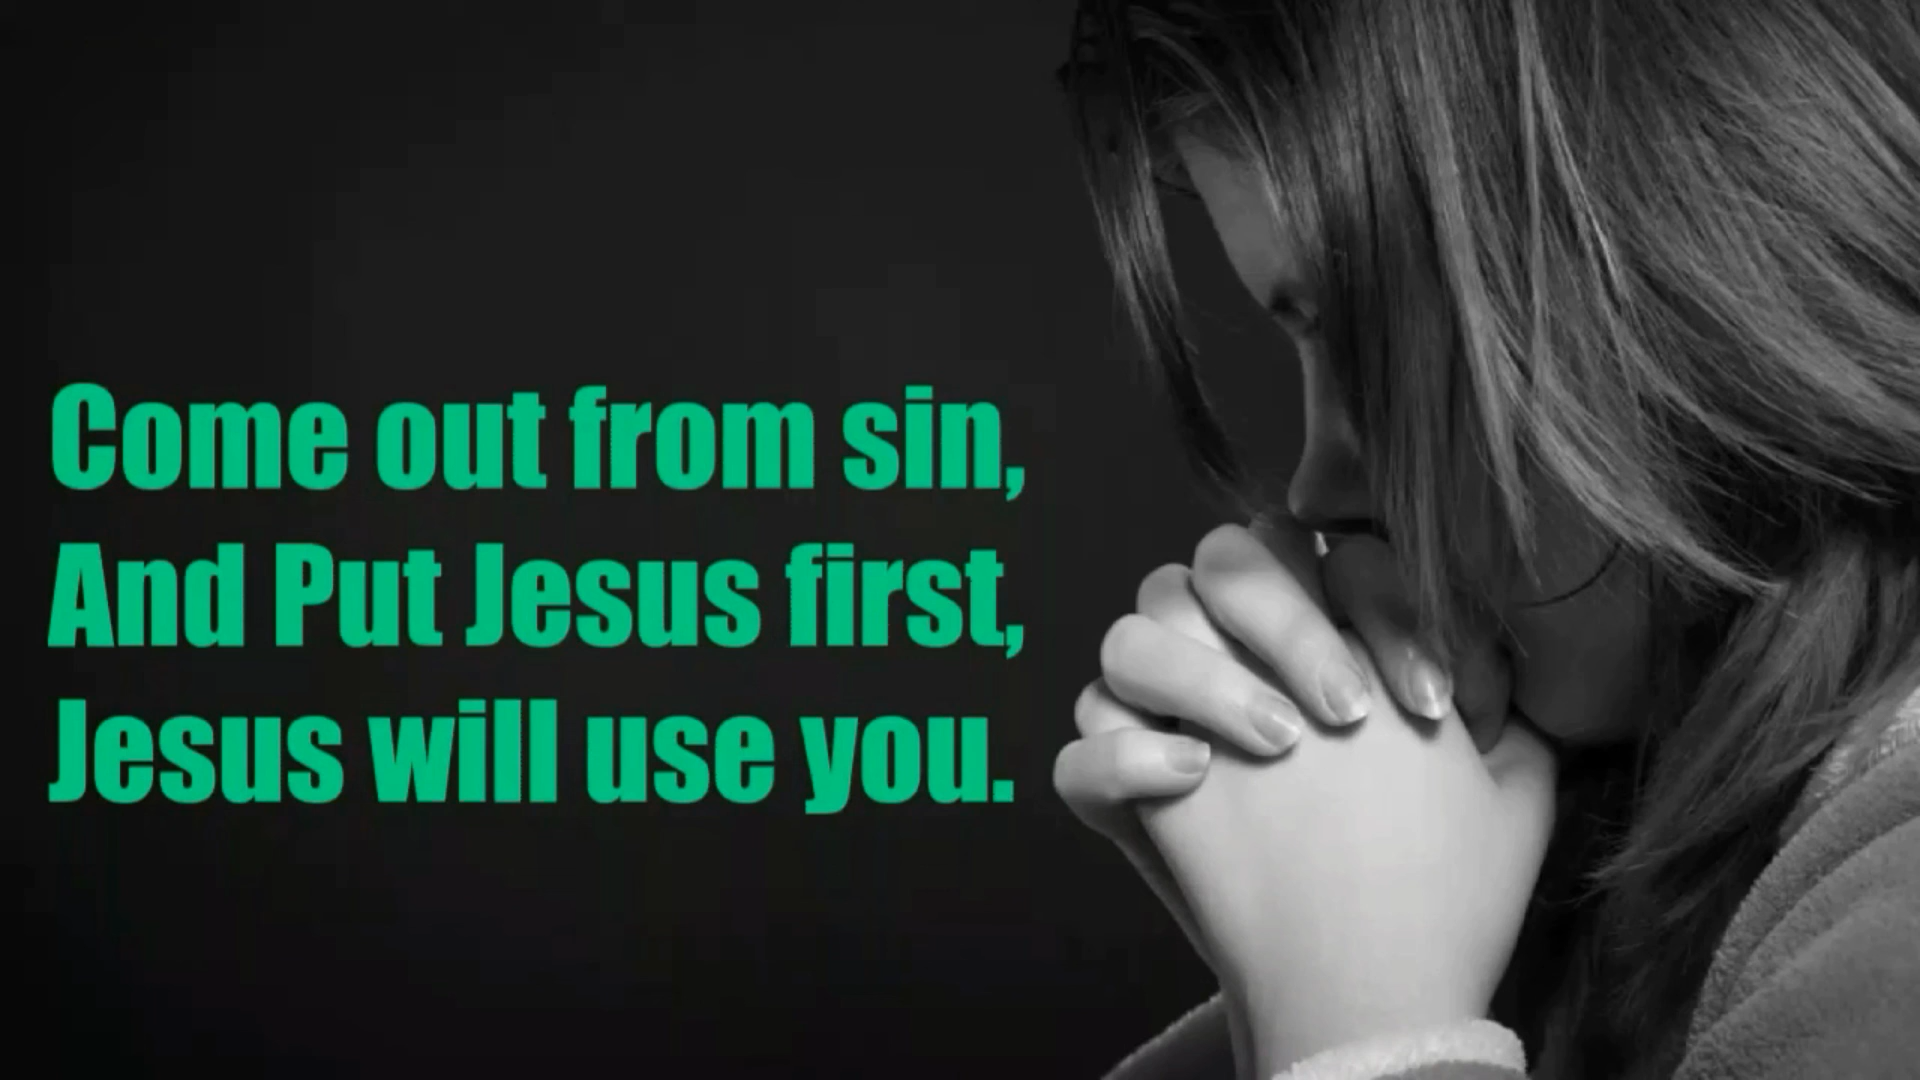 Come out from sin,
And Put Jesus first,
Jesus will use you.